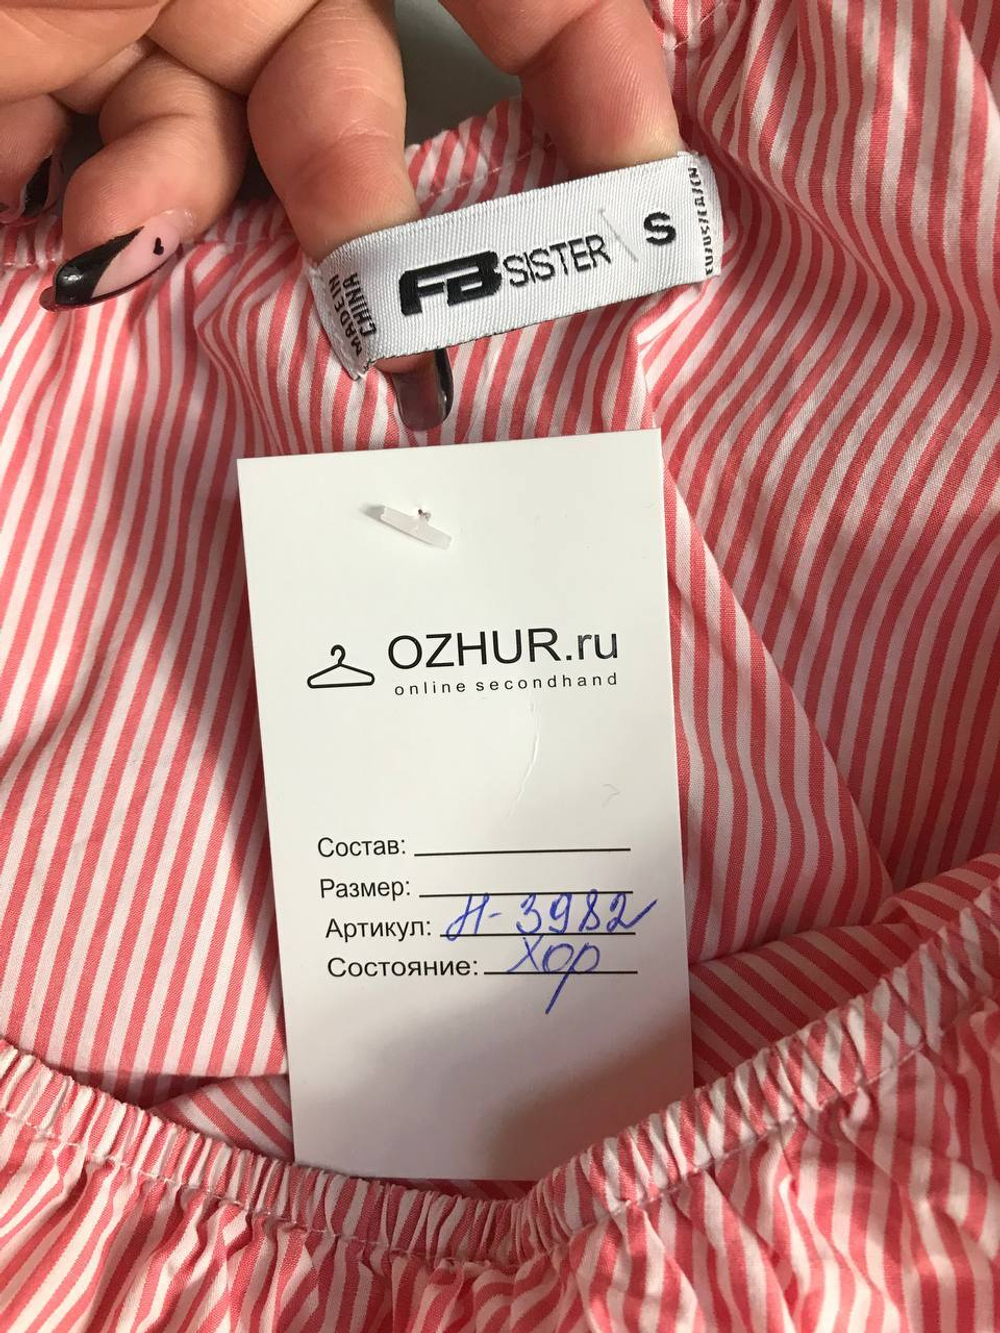 MADE IN
CHINA
FB SISTER
S
OZHUR.ru
online secondhand
Состав:
Размер:
Артикул: Н-3982
Состояние: Хор